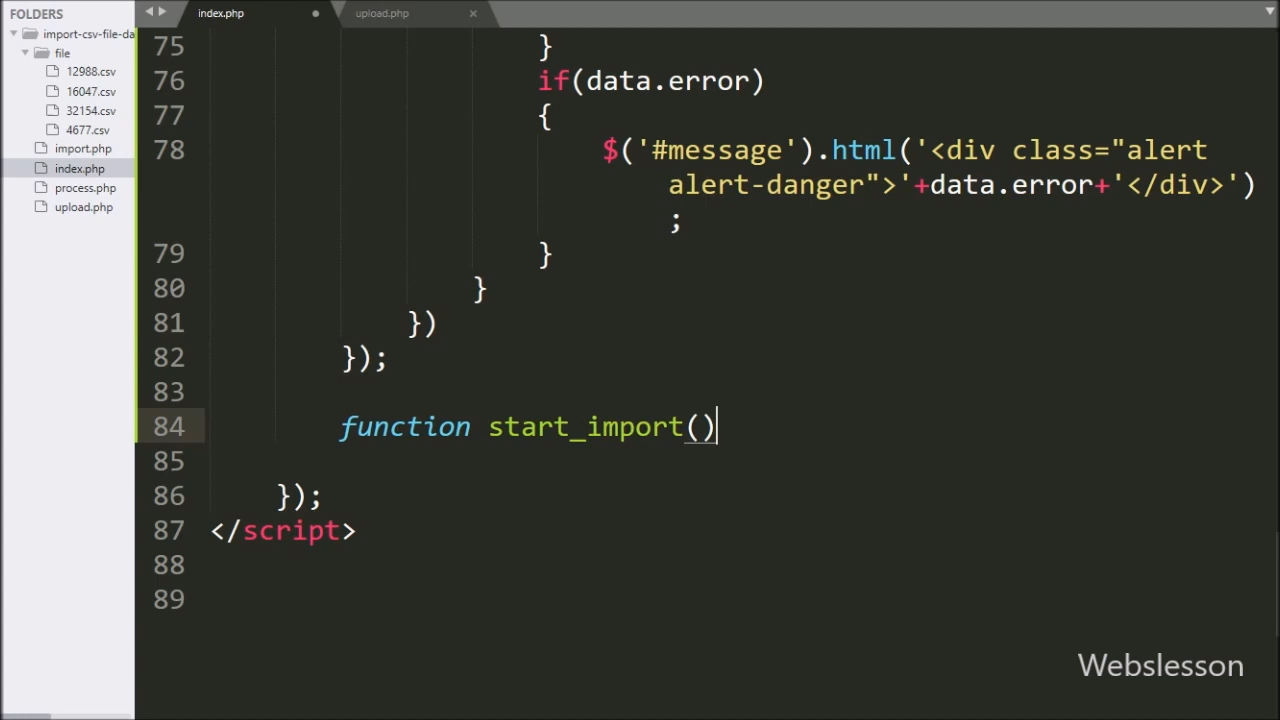 FOLDERS
import-csv-file-da
file
12988.csv
16047.csv
32154.csv
4677.csv
import.php
index.php
process.php
upload.php
index.php
upload.php
75 }
76 if(data.error)
77 {
78 $('#message').html('<div class="alert
alert-danger">'+data.error+'</div>')
;
79 }
80 }
81 })
82 });
83
84 function start_import()
85
86 });
87 </script>
88
89
Webslesson